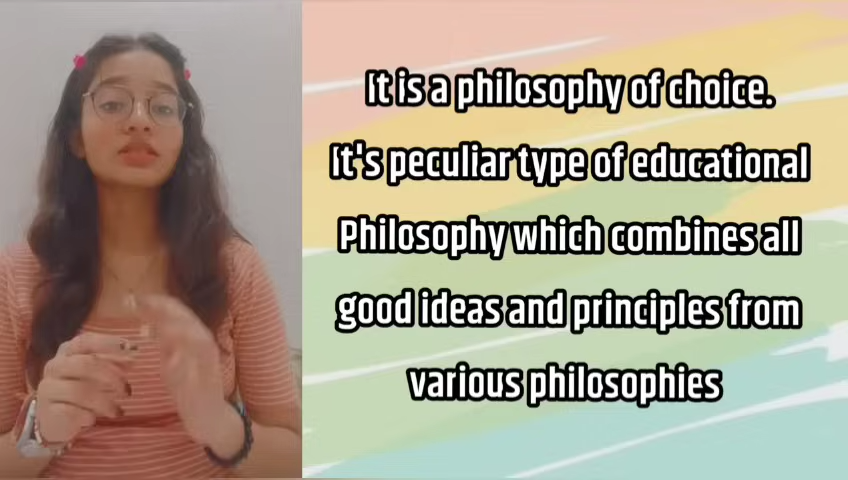 It is a philosophy of choice.
It's peculiar type of educational
Philosophy which combines all
good ideas and principles from
various philosophies